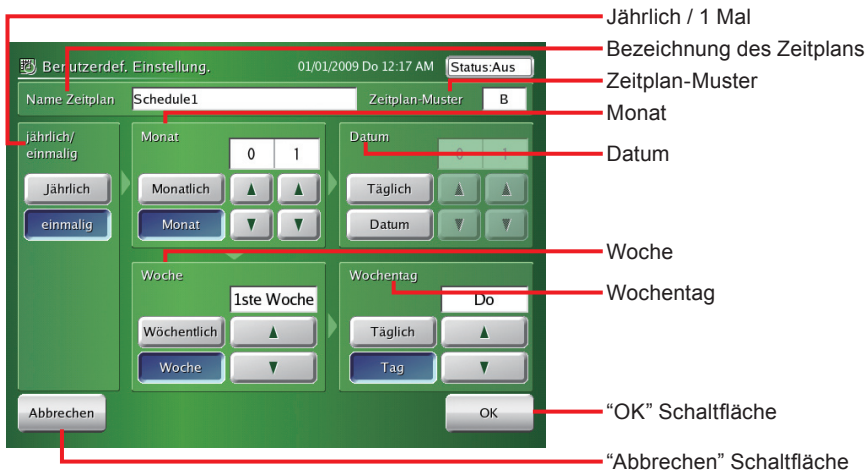 Jährlich / 1 Mal
Bezeichnung des Zeitplans
Benutzerdef. Einstellung.
01/01/2009 Do 12:17 AM
Status:Aus
Zeitplan-Muster
Name Zeitplan
Schedule1
Zeitplan-Muster
B
Monat
jährlich/
einmalig
Monat
0 1
Datum
0 1
Datum
Jährlich
Monatlich
Täglich
einmalig
Monat
Datum
Woche
Woche
1ste Woche
Wochentag
Do
Wochentag
Wöchentlich
Täglich
Woche
Tag
Abbrechen
OK
“OK” Schaltfläche
“Abbrechen” Schaltfläche